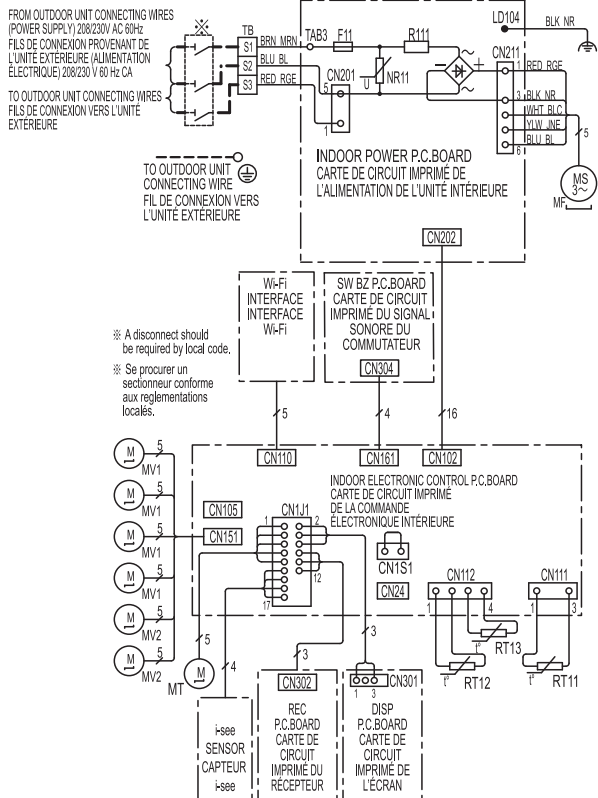 FROM OUTDOOR UNIT CONNECTING WIRES
(POWER SUPPLY) 208/230V AC 60Hz
FILS DE CONNEXION PROVENANT DE
L'UNITÉ EXTÉRIEURE (ALIMENTATION
ÉLECTRIQUE) 208/230 V 60 Hz CA
TO OUTDOOR UNIT CONNECTING WIRES
FILS DE CONNEXION VERS L'UNITÉ
EXTÉRIEURE
※
TB
S1
S2
S3
BRN MRN
BLU BL
RED RGE
TAB3
F11
R111
LD104
BLK NR
U
NR11
CN201
5
1
~
−
+
~
CN211
1
3
6
RED RGE
BLK NR
WHT BLC
YLW JNE
BLU BL
5
MS
3~
MF
INDOOR POWER P.C.BOARD
CARTE DE CIRCUIT IMPRIMÉ DE
L'ALIMENTATION DE L'UNITÉ INTÉRIEURE
TO OUTDOOR UNIT
CONNECTING WIRE
FIL DE CONNEXION VERS
L'UNITÉ EXTÉRIEURE
CN202
Wi-Fi
INTERFACE
INTERFACE
Wi-Fi
SW BZ P.C.BOARD
CARTE DE CIRCUIT
IMPRIMÉ DU SIGNAL
SONORE DU
COMMUTATEUR
CN304
※ A disconnect should
be required by local code.
※ Se procurer un
sectionneur conforme
aux reglementations
locales.
5
4
16
CN110
CN161
CN102
INDOOR ELECTRONIC CONTROL P.C.BOARD
CARTE DE CIRCUIT IMPRIMÉ
DE LA COMMANDE
ÉLECTRONIQUE INTÉRIEURE
M
5
MV1
M
5
MV1
M
5
MV1
M
5
MV1
M
5
MV2
M
5
MV2
CN105
CN151
CN1J1
1
2
12
17
CN1S1
CN24
CN112
1
4
CN111
1
3
t°
RT13
t°
RT12
t°
RT11
5
4
3
3
MT
M
CN302
CN301
1
3
i-see
SENSOR
CAPTEUR
i-see
REC
P.C.BOARD
CARTE DE
CIRCUIT
IMPRIMÉ DU
RÉCEPTEUR
DISP
P.C.BOARD
CARTE DE
CIRCUIT
IMPRIMÉ DE
L'ÉCRAN